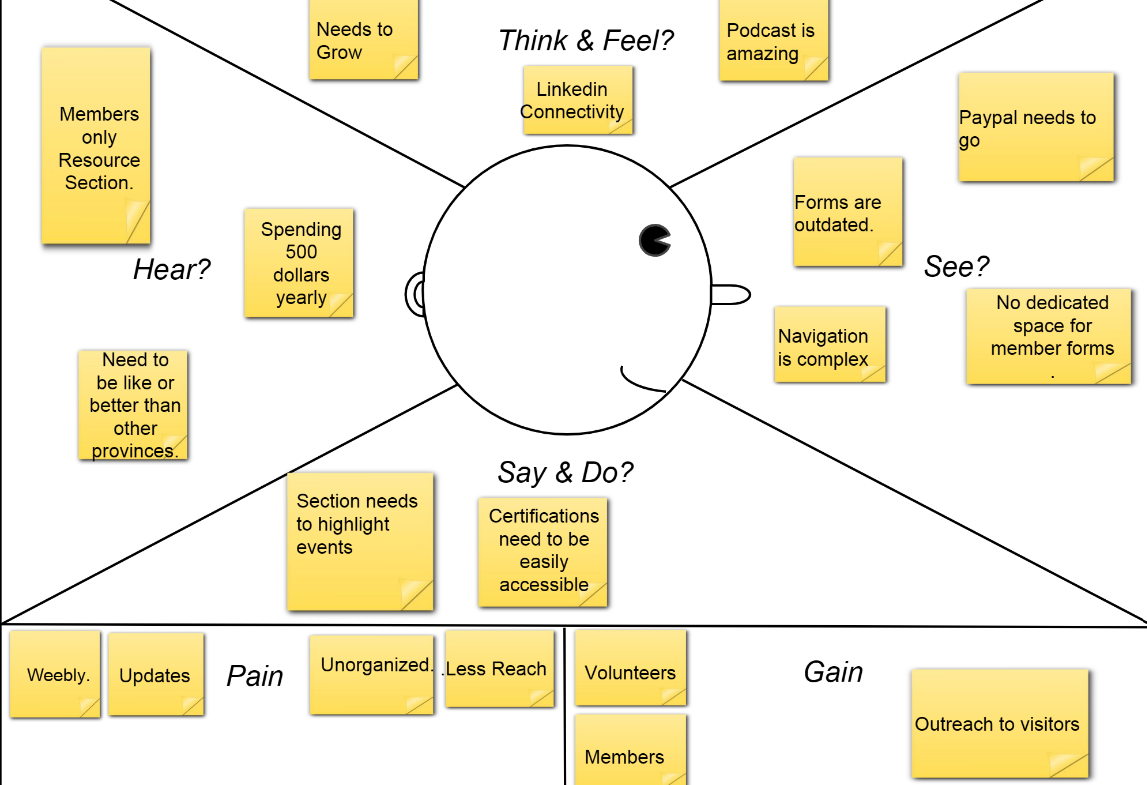 Needs to
Grow
Think & Feel?
Podcast is
amazing
Linkedin
Connectivity
Members
only
Resource
Section.
Spending
500
dollars
yearly
Hear?
Need to
be like or
better than
other
provinces.
Paypal needs to
go
Forms are
outdated.
See?
No dedicated
space for
member forms
.
Navigation
is complex
Say & Do?
Section needs
to highlight
events
Certifications
need to be
easily
accessible
Weebly.
Updates
Pain
Unorganized.
.Less Reach
Volunteers
Members
Gain
Outreach to visitors